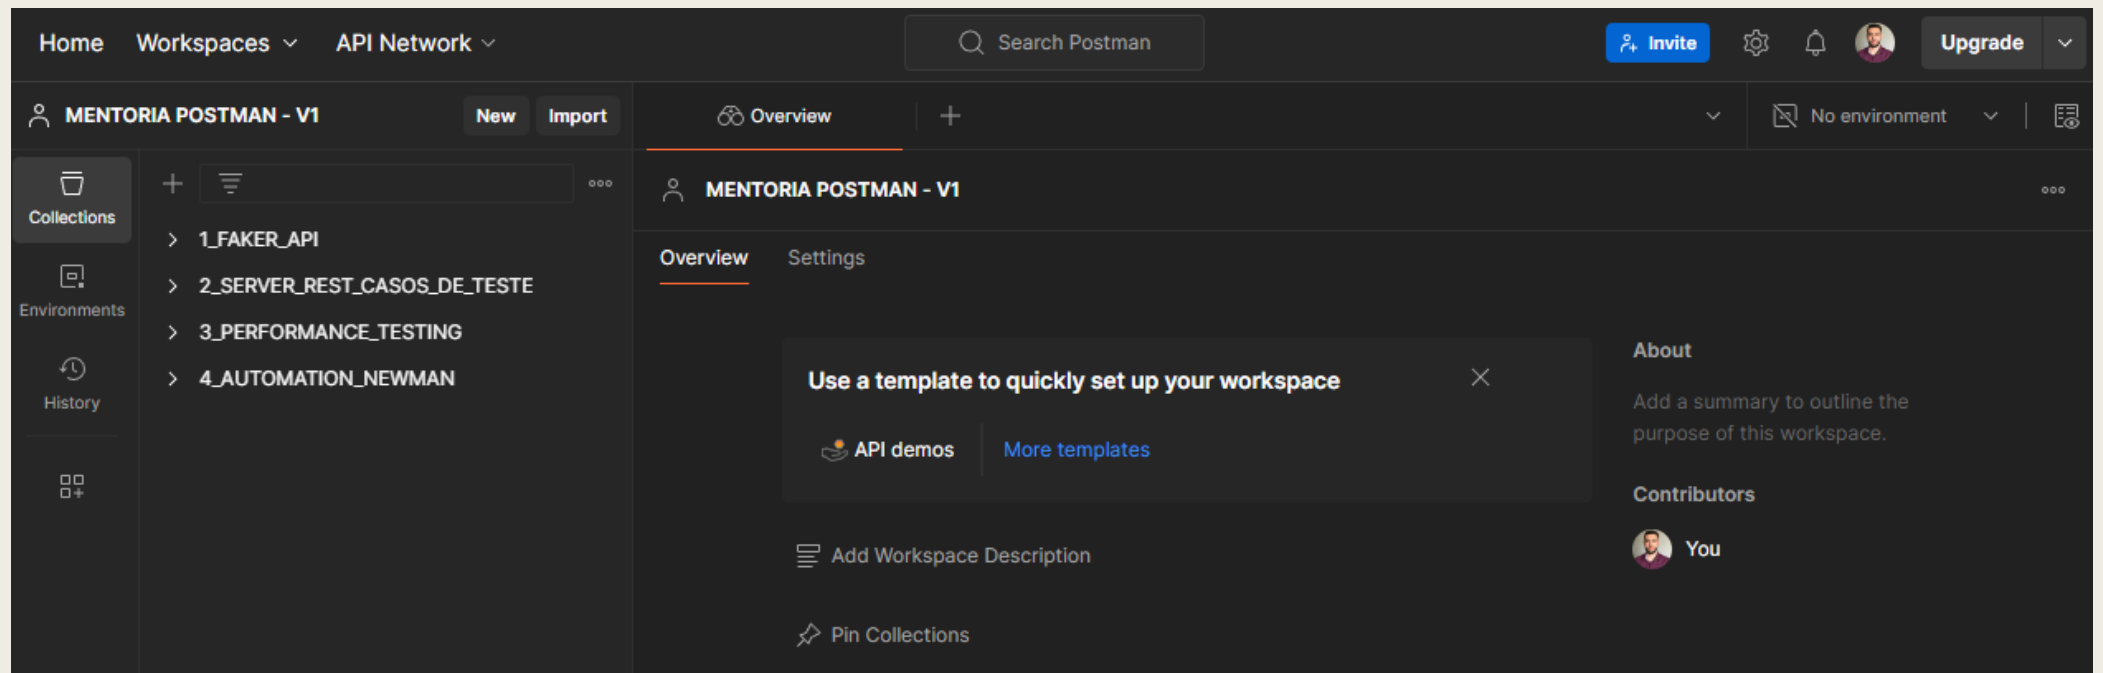 Home Workspaces API Network Search Postman Invite Upgrade
MENTORIA POSTMAN - V1 New Import Overview No environment
Collections
Environments
History
1_FAKER_API
2_SERVER_REST_CASOS_DE_TESTE
3_PERFORMANCE_TESTING
4_AUTOMATION_NEWMAN
MENTORIA POSTMAN - V1
Overview Settings
Use a template to quickly set up your workspace
API demos More templates
Add Workspace Description
Pin Collections
About
Add a summary to outline the
purpose of this workspace.
Contributors
You